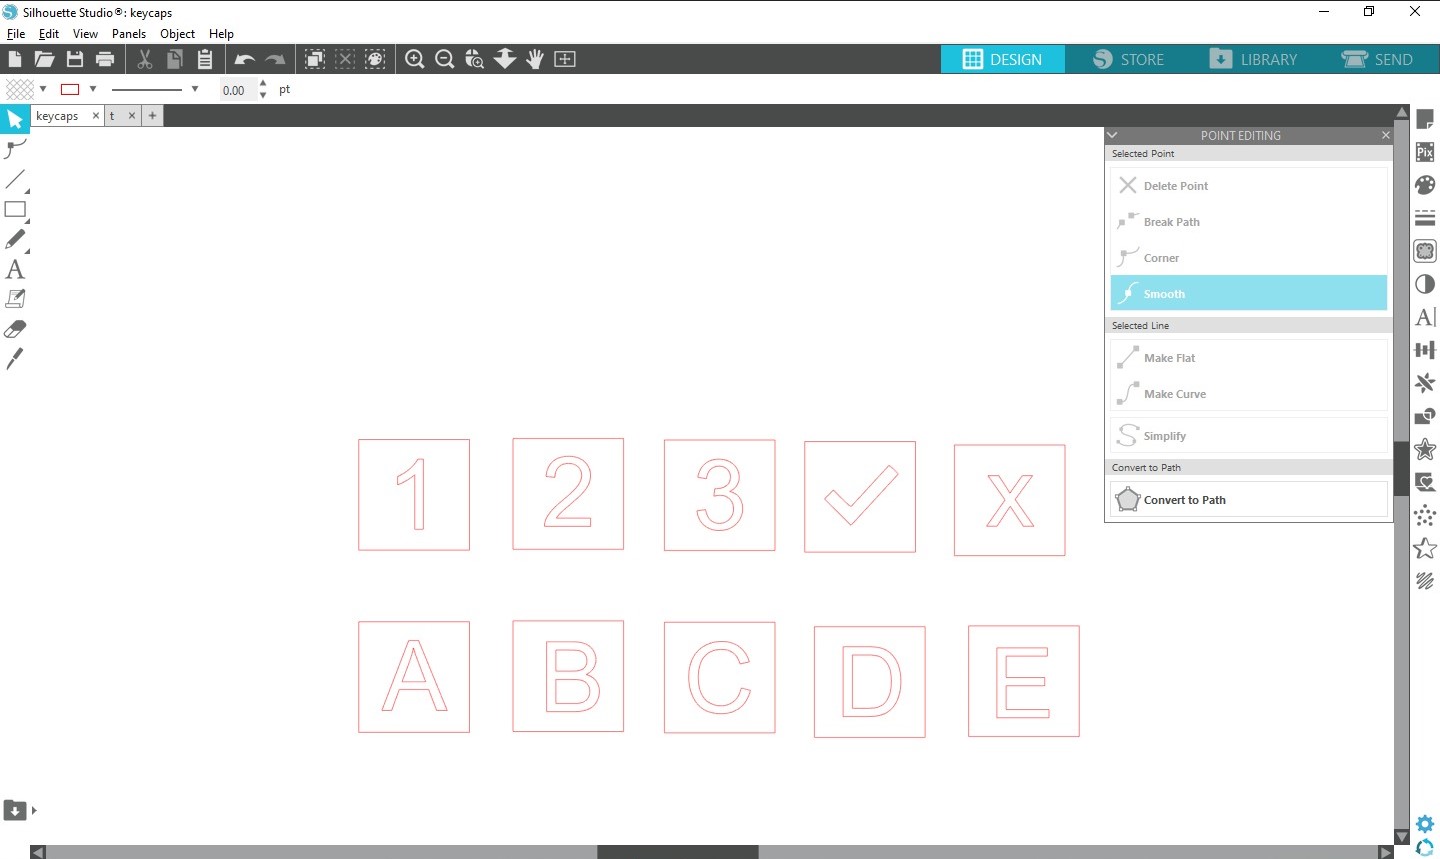 Silhouette Studio®: keycaps
File Edit View Panels Object Help
DESIGN STORE LIBRARY SEND
0.00 pt
keycaps t
POINT EDITING
Selected Point
Delete Point
Break Path
Corner
Smooth
Selected Line
Make Flat
Make Curve
Simplify
Convert to Path
Convert to Path
Pix
A
A
1 2 3 X
A B C D E